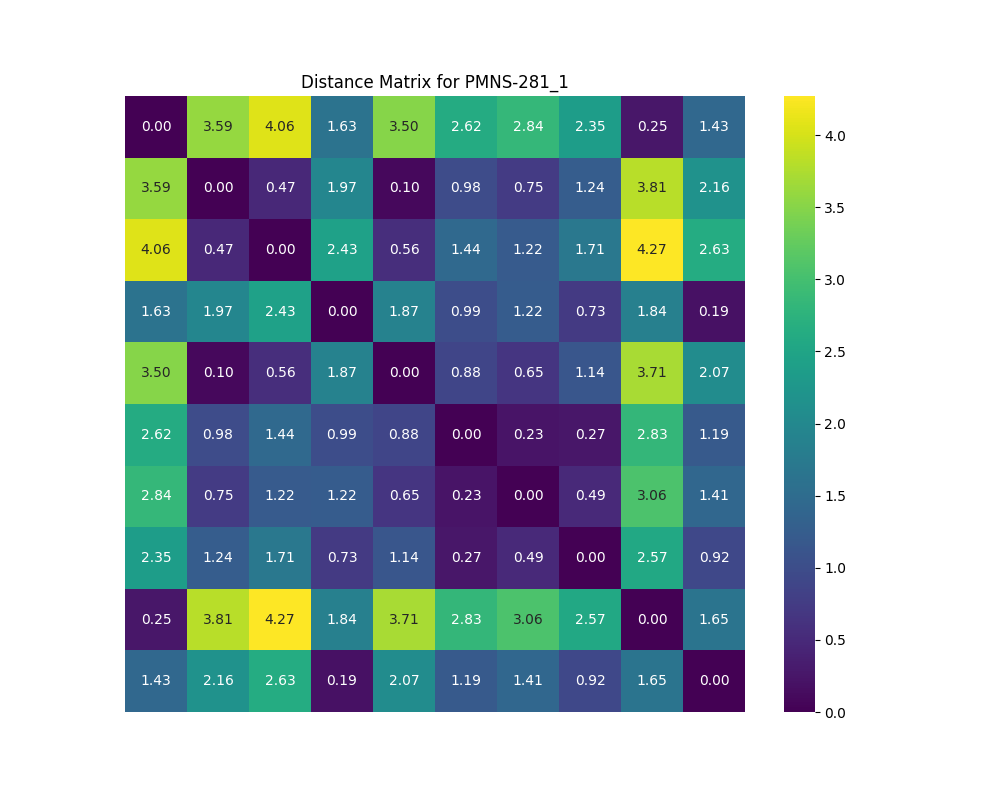 Distance Matrix for PMNS-281_1
0.00 3.59 4.06 1.63 3.50 2.62 2.84 2.35 0.25 1.43
3.59 0.00 0.47 1.97 0.10 0.98 0.75 1.24 3.81 2.16
4.06 0.47 0.00 2.43 0.56 1.44 1.22 1.71 4.27 2.63
1.63 1.97 2.43 0.00 1.87 0.99 1.22 0.73 1.84 0.19
3.50 0.10 0.56 1.87 0.00 0.88 0.65 1.14 3.71 2.07
2.62 0.98 1.44 0.99 0.88 0.00 0.23 0.27 2.83 1.19
2.84 0.75 1.22 1.22 0.65 0.23 0.00 0.49 3.06 1.41
2.35 1.24 1.71 0.73 1.14 0.27 0.49 0.00 2.57 0.92
0.25 3.81 4.27 1.84 3.71 2.83 3.06 2.57 0.00 1.65
1.43 2.16 2.63 0.19 2.07 1.19 1.41 0.92 1.65 0.00
4.0
3.5
3.0
2.5
2.0
1.5
1.0
0.5
0.0